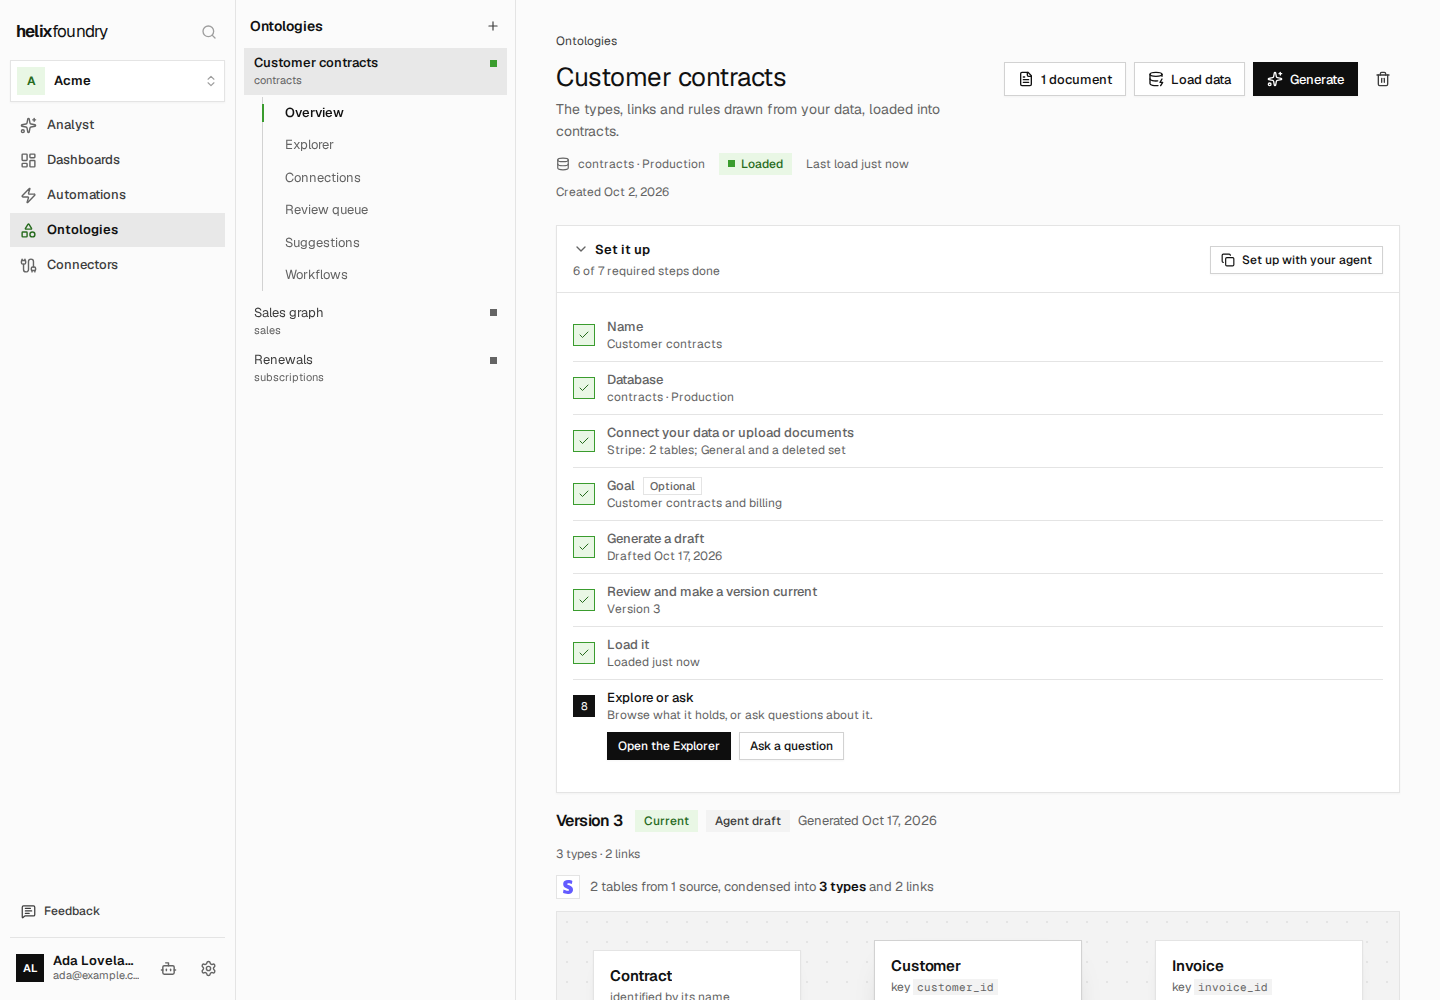 helixfoundry
A
Acme
Analyst
Dashboards
Automations
Ontologies
Connectors
Feedback
AL
Ada Lovela...
ada@example.c...
Ontologies
Customer contracts
contracts
Overview
Explorer
Connections
Review queue
Suggestions
Workflows
Sales graph
sales
Renewals
subscriptions
Ontologies
Customer contracts
1 document
Load data
Generate
The types, links and rules drawn from your data, loaded into
contracts.
contracts · Production
Loaded
Last load just now
Created Oct 2, 2026
Set it up
6 of 7 required steps done
Set up with your agent
Name
Customer contracts
Database
contracts · Production
Connect your data or upload documents
Stripe: 2 tables; General and a deleted set
Goal Optional
Customer contracts and billing
Generate a draft
Drafted Oct 17, 2026
Review and make a version current
Version 3
Load it
Loaded just now
8
Explore or ask
Browse what it holds, or ask questions about it.
Open the Explorer
Ask a question
Version 3 Current Agent draft Generated Oct 17, 2026
3 types · 2 links
S
2 tables from 1 source, condensed into 3 types and 2 links
Contract
identified by its name
Customer
key customer_id
Invoice
key invoice_id